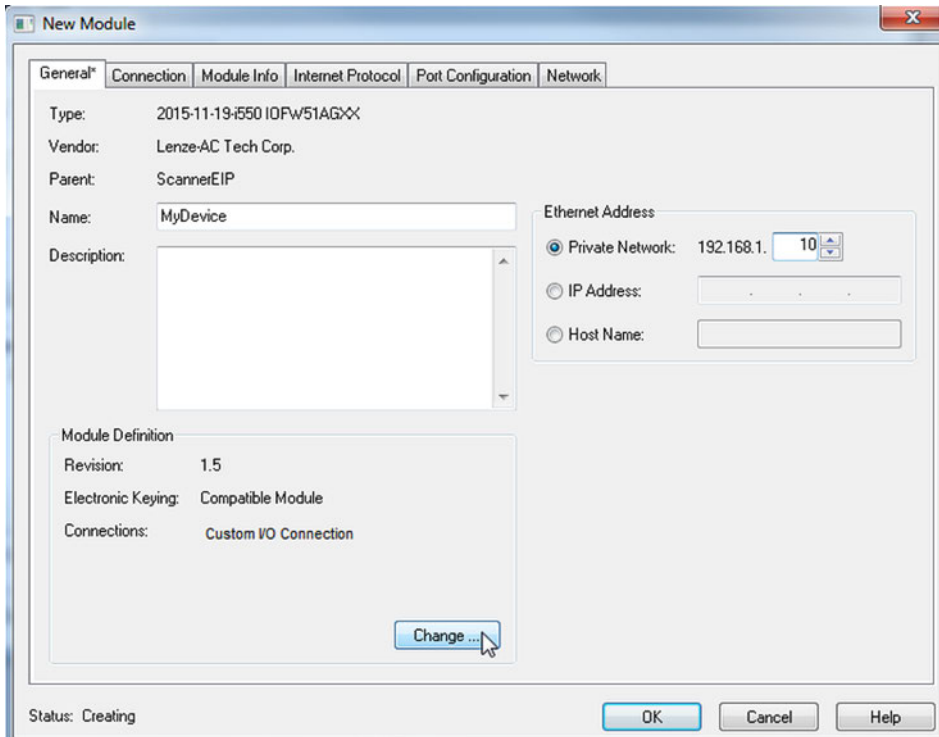 New Module
General* Connection Module Info Internet Protocol Port Configuration Network
Type: 2015-11-19-i550 IOFW51AGXX
Vendor: Lenze-AC Tech Corp.
Parent: ScannerEIP
Name: MyDevice
Description:
Ethernet Address
Private Network: 192.168.1. 10
IP Address: . . .
Host Name:
Module Definition
Revision: 1.5
Electronic Keying: Compatible Module
Connections: Custom I/O Connection
Change ...
Status: Creating
OK Cancel Help